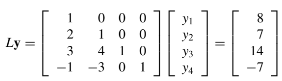 Ly = [ 1 0 0 0 ] [ y₁ ] = [ 8 ]
[ 2 1 0 0 ] [ y₂ ] [ 7 ]
[ 3 4 1 0 ] [ y₃ ] [ 14 ]
[ −1 −3 0 1 ] [ y₄ ] [ −7 ]